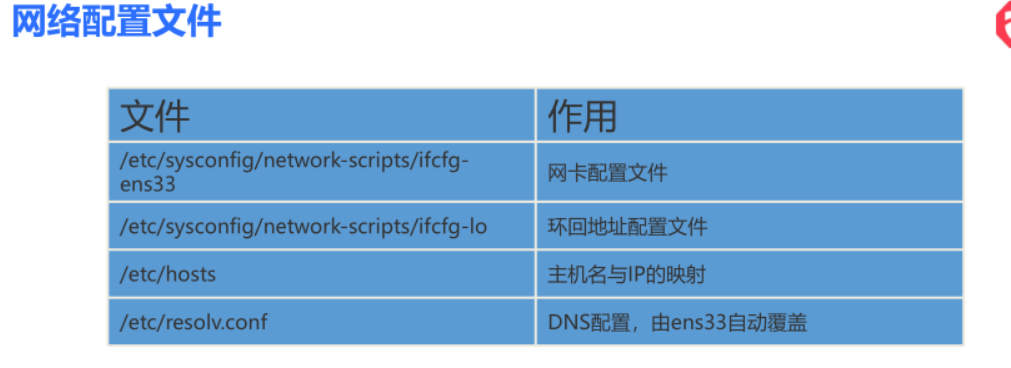 网络配置文件
文件
作用
/etc/sysconfig/network-scripts/ifcfg-
ens33
网卡配置文件
/etc/sysconfig/network-scripts/ifcfg-lo
环回地址配置文件
/etc/hosts
主机名与IP的映射
/etc/resolv.conf
DNS配置，由ens33自动覆盖